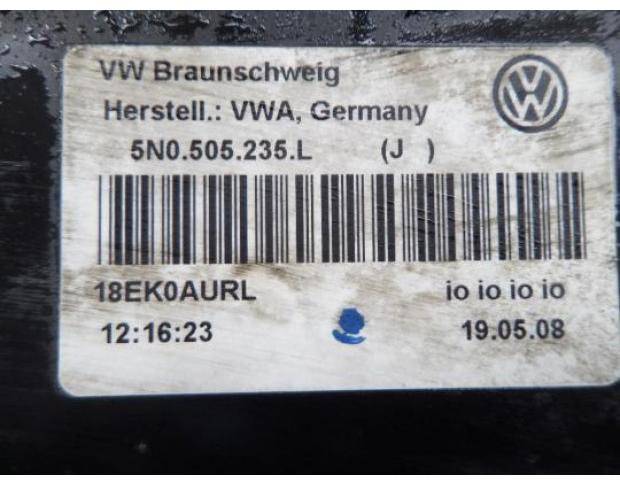 VW Braunschweig
Herstell.: VWA, Germany
5N0.505.235.L (J )
18EK0AURL io io io io
12:16:23 19.05.08